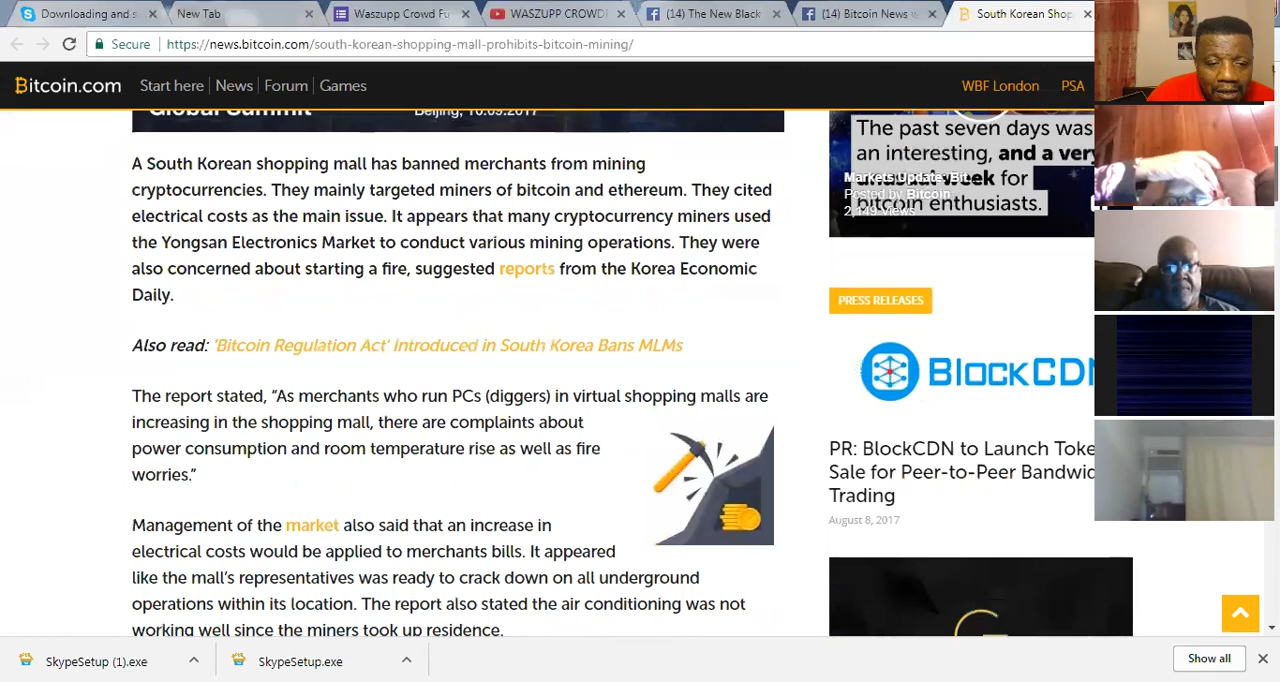 Downloading and s
New Tab
Waszupp Crowd Fu
WASZUPP CROWD
(14) The New Black
(14) Bitcoin News
South Korean Shop
Secure
https://news.bitcoin.com/south-korean-shopping-mall-prohibits-bitcoin-mining/
Bitcoin.com
Start here
News
Forum
Games
WBF London
PSA
Global Summit
Beijing, 10.09.2017
A South Korean shopping mall has banned merchants from mining
cryptocurrencies. They mainly targeted miners of bitcoin and ethereum. They cited
electrical costs as the main issue. It appears that many cryptocurrency miners used
the Yongsan Electronics Market to conduct various mining operations. They were
also concerned about starting a fire, suggested reports from the Korea Economic
Daily.
Also read: 'Bitcoin Regulation Act' Introduced in South Korea Bans MLMs
The report stated, “As merchants who run PCs (diggers) in virtual shopping malls are
increasing in the shopping mall, there are complaints about
power consumption and room temperature rise as well as fire
worries.”
Management of the market also said that an increase in
electrical costs would be applied to merchants bills. It appeared
like the mall’s representatives was ready to crack down on all underground
operations within its location. The report also stated the air conditioning was not
working well since the miners took up residence.
The past seven days was
an interesting, and a very
unusual week for
bitcoin enthusiasts.
Markets Update: Bit
Posted by Bitcoin
2,149 views
PRESS RELEASES
BLOCKCDN
PR: BlockCDN to Launch Toke
Sale for Peer-to-Peer Bandwid
Trading
August 8, 2017
SkypeSetup (1).exe
SkypeSetup.exe
Show all